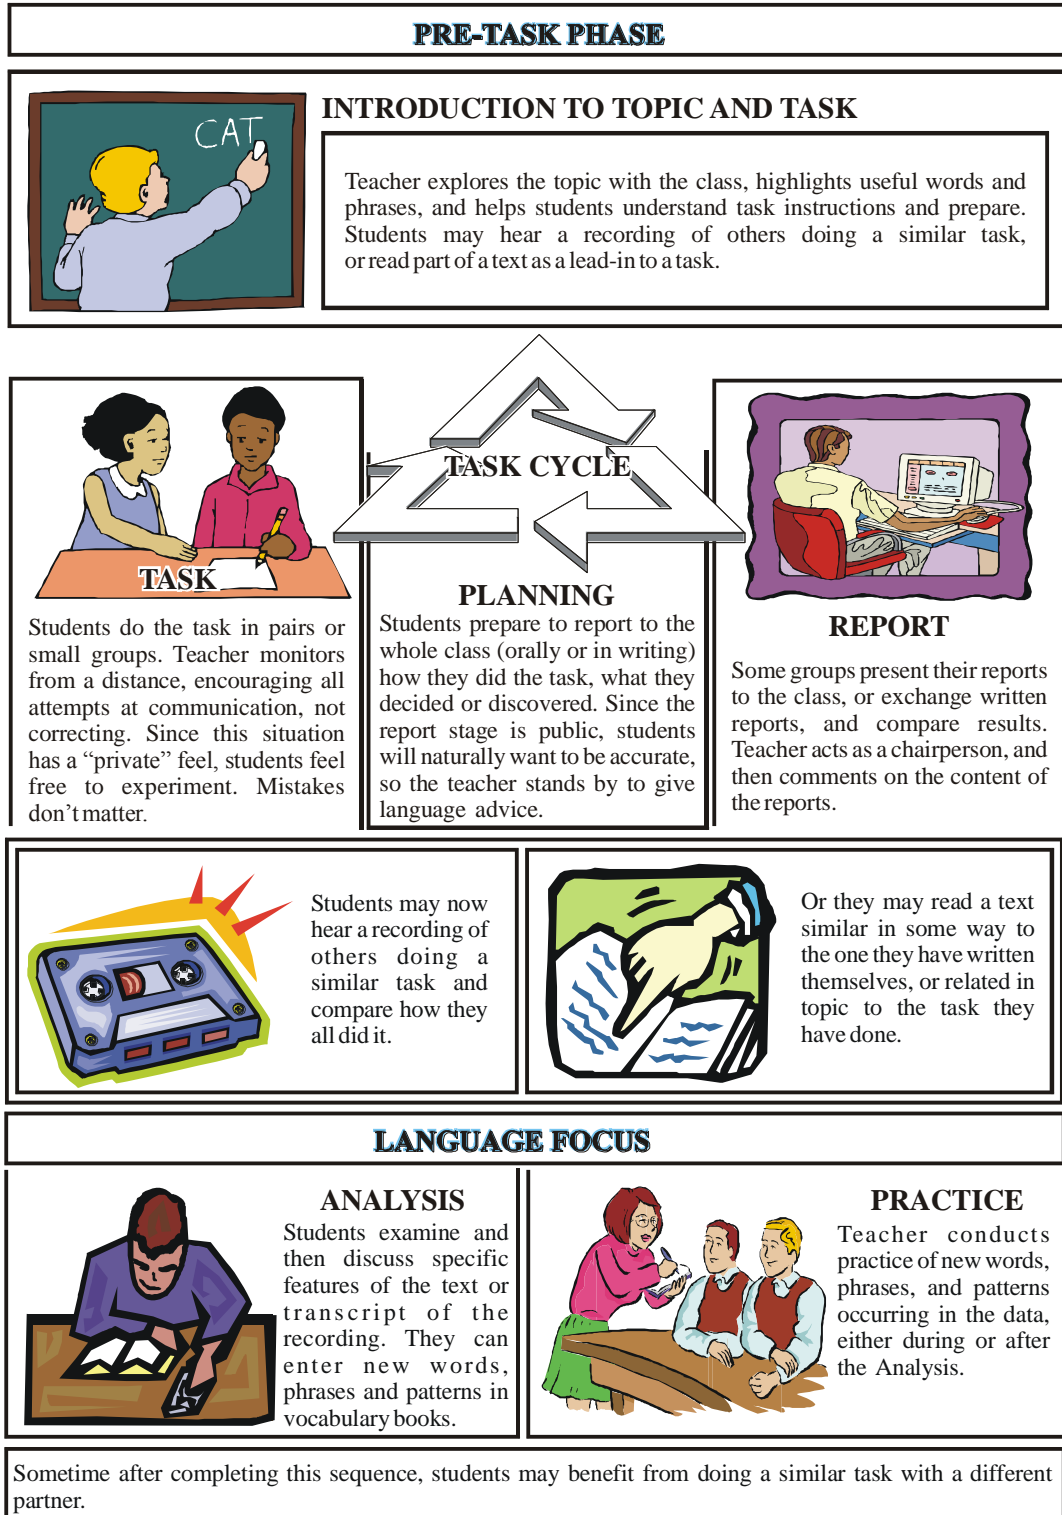 PRE-TASK PHASE
CAT
INTRODUCTION TO TOPIC AND TASK
Teacher explores the topic with the class, highlights useful words and
phrases, and helps students understand task instructions and prepare.
Students may hear a recording of others doing a similar task,
or read part of a text as a lead-in to a task.
TASK CYCLE
TASK
Students do the task in pairs or
small groups. Teacher monitors
from a distance, encouraging all
attempts at communication, not
correcting. Since this situation
has a “private” feel, students feel
free to experiment. Mistakes
don’t matter.
PLANNING
Students prepare to report to the
whole class (orally or in writing)
how they did the task, what they
decided or discovered. Since the
report stage is public, students
will naturally want to be accurate,
so the teacher stands by to give
language advice.
REPORT
Some groups present their reports
to the class, or exchange written
reports, and compare results.
Teacher acts as a chairperson, and
then comments on the content of
the reports.
Students may now
hear a recording of
others doing a
similar task and
compare how they
all did it.
Or they may read a text
similar in some way to
the one they have written
themselves, or related in
topic to the task they
have done.
LANGUAGE FOCUS
ANALYSIS
Students examine and
then discuss specific
features of the text or
transcript of the
recording. They can
enter new words,
phrases and patterns in
vocabulary books.
PRACTICE
Teacher conducts
practice of new words,
phrases, and patterns
occurring in the data,
either during or after
the Analysis.
Sometime after completing this sequence, students may benefit from doing a similar task with a different
partner.